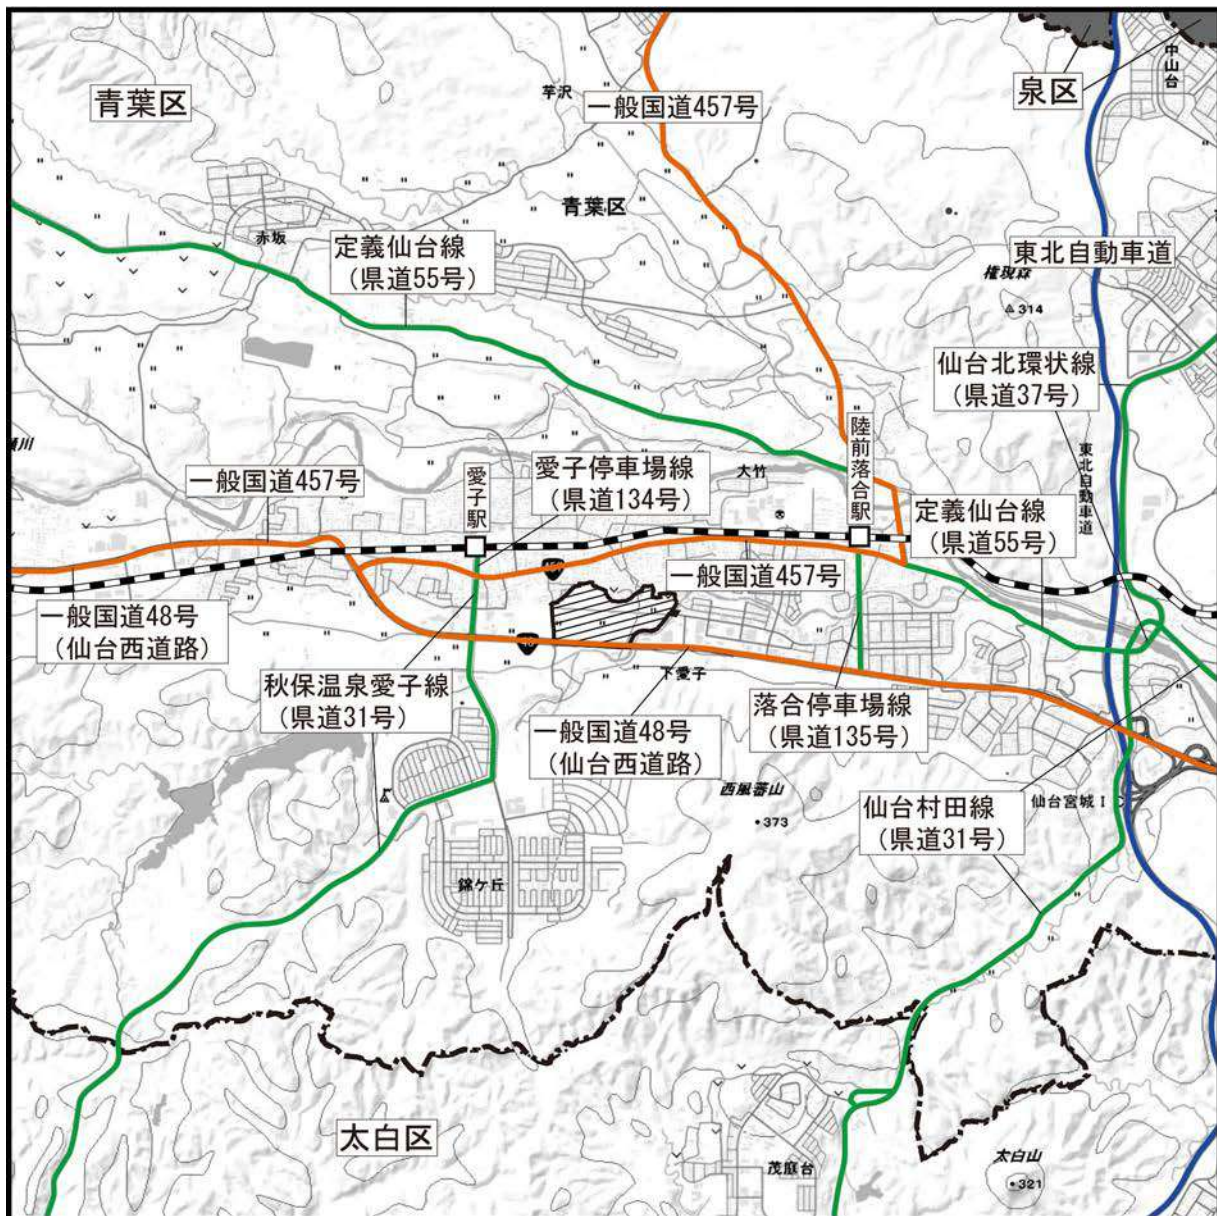 中山台
青葉区
芋沢
一般国道457号
泉区
青葉区
赤坂
定義仙台線
（県道55号）
東北自動車道
権現森
314
仙台北環状線
（県道37号）
陸前落合駅
東北自動車道
一般国道457号
愛子駅
愛子停車場線
（県道134号）
大竹
定義仙台線
（県道55号）
457
一般国道457号
一般国道48号
（仙台西道路）
48
下愛子
秋保温泉愛子線
（県道31号）
一般国道48号
（仙台西道路）
落合停車場線
（県道135号）
西風蕃山
373
仙台村田線
（県道31号）
仙台宮城I
錦ケ丘
太白区
茂庭台
太白山
321